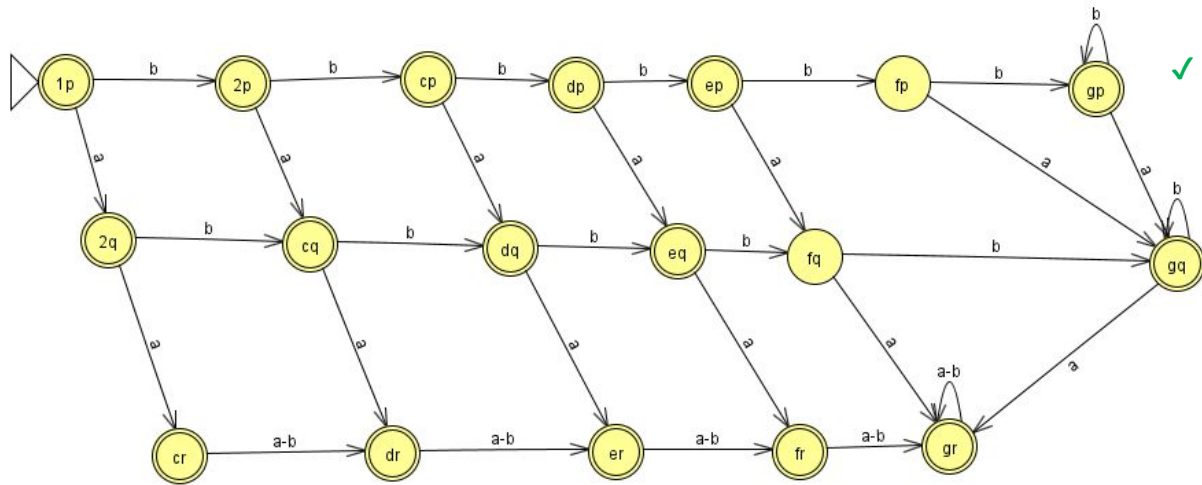 b
1p b 2p b cp b dp b ep b fp b gp ✓
a a a a a a a b
2q b cq b dq b eq b fq b gq
a a a a a a a-b
cr a-b dr a-b er a-b fr a-b gr